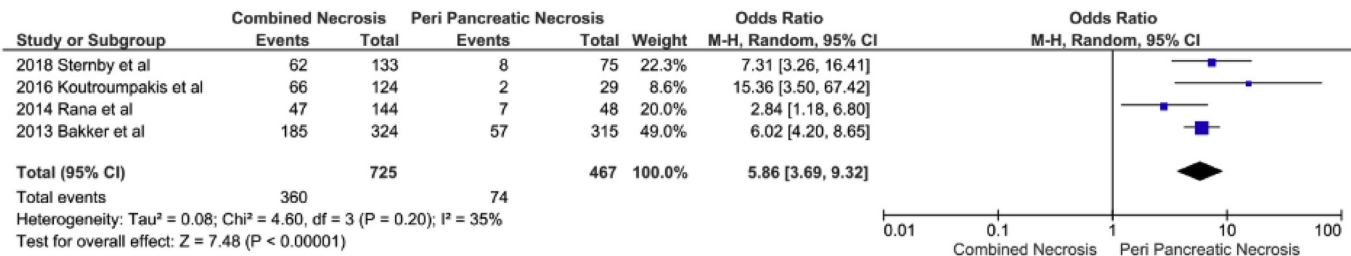 Combined Necrosis Peri Pancreatic Necrosis Odds Ratio Odds Ratio
Study or Subgroup Events Total Events Total Weight M-H, Random, 95% CI M-H, Random, 95% CI
2018 Sternby et al 62 133 8 75 22.3% 7.31 [3.26, 16.41]
2016 Koutroumpakis et al 66 124 2 29 8.6% 15.36 [3.50, 67.42]
2014 Rana et al 47 144 7 48 20.0% 2.84 [1.18, 6.80]
2013 Bakker et al 185 324 57 315 49.0% 6.02 [4.20, 8.65]
Total (95% CI) 725 467 100.0% 5.86 [3.69, 9.32]
Total events 360 74
Heterogeneity: Tau² = 0.08; Chi² = 4.60, df = 3 (P = 0.20); I² = 35%
Test for overall effect: Z = 7.48 (P < 0.00001)
0.01 0.1 1 10 100
Combined Necrosis Peri Pancreatic Necrosis